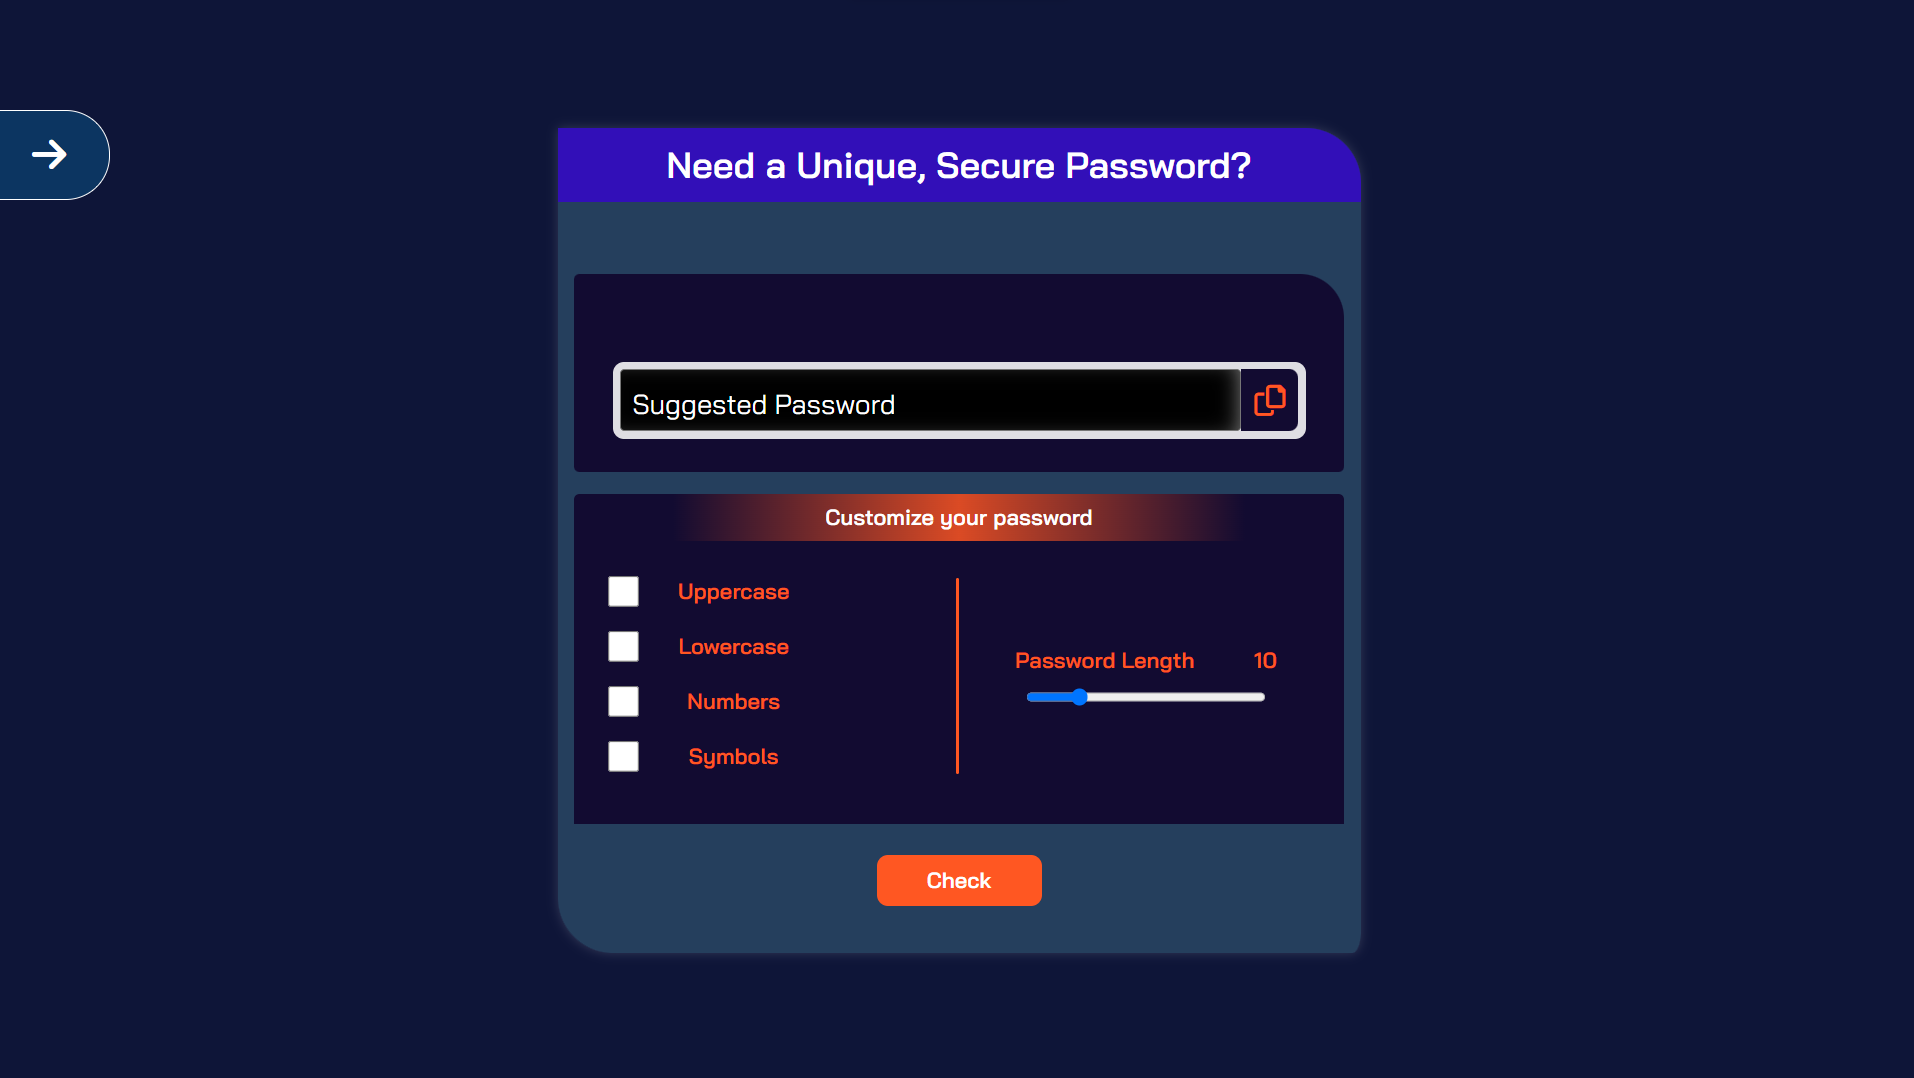 Need a Unique, Secure Password?
Suggested Password
Customize your password
Uppercase
Lowercase
Numbers
Symbols
Password Length 10
Check